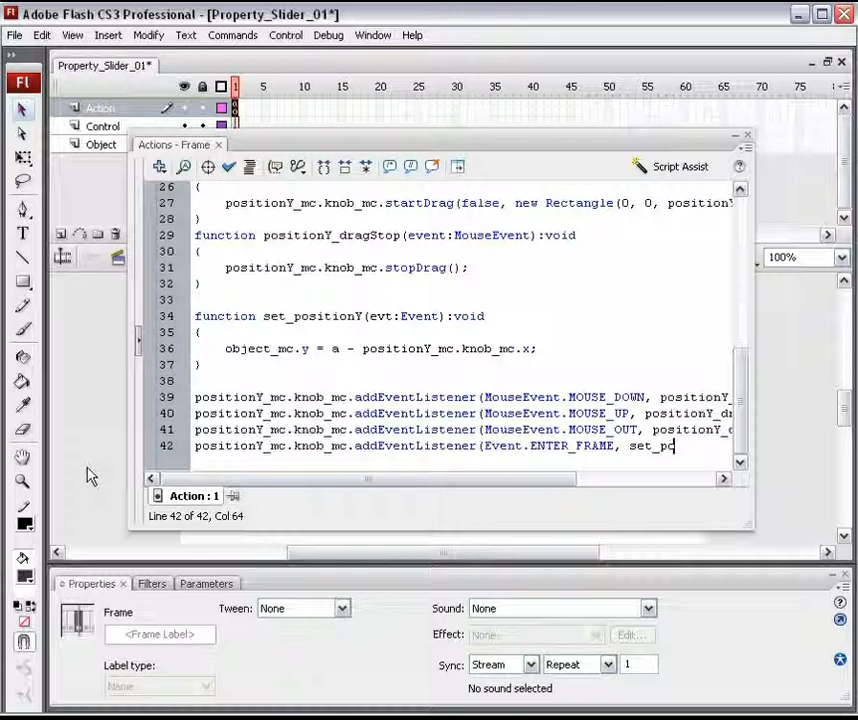 Adobe Flash CS3 Professional - [Property_Slider_01*]
File Edit View Insert Modify Text Commands Control Debug Window Help
Property_Slider_01*
1 5 10 15 20 25 30 35 40 45 50 55 60 65 70 75
Fl
Action
Control
Object
Actions - Frame
Script Assist
100%
26 {
27 positionY_mc.knob_mc.startDrag(false, new Rectangle(0, 0, position
28 }
29 function positionY_dragStop(event:MouseEvent):void
30 {
31 positionY_mc.knob_mc.stopDrag();
32 }
33
34 function set_positionY(evt:Event):void
35 {
36 object_mc.y = a - positionY_mc.knob_mc.x;
37 }
38
39 positionY_mc.knob_mc.addEventListener(MouseEvent.MOUSE_DOWN, positionY_
40 positionY_mc.knob_mc.addEventListener(MouseEvent.MOUSE_UP, positionY_d
41 positionY_mc.knob_mc.addEventListener(MouseEvent.MOUSE_OUT, positionY_
42 positionY_mc.knob_mc.addEventListener(Event.ENTER_FRAME, set_po
Action : 1
Line 42 of 42, Col 64
Properties Filters Parameters
Frame Tween: None Sound: None
<Frame Label> Effect: None Edit...
Label type: Sync: Stream Repeat 1
Name No sound selected